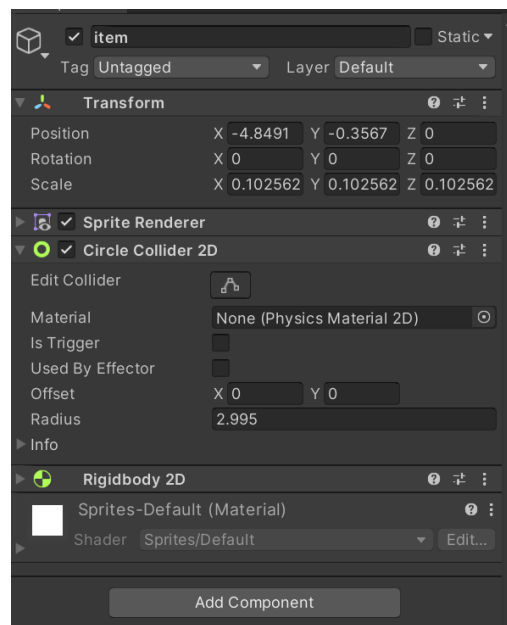 item Static
Tag Untagged Layer Default
Transform
Position X -4.8491 Y -0.3567 Z 0
Rotation X 0 Y 0 Z 0
Scale X 0.102562 Y 0.102562 Z 0.102562
Sprite Renderer
Circle Collider 2D
Edit Collider
Material None (Physics Material 2D)
Is Trigger
Used By Effector
Offset X 0 Y 0
Radius 2.995
Info
Rigidbody 2D
Sprites-Default (Material)
Shader Sprites/Default Edit...
Add Component